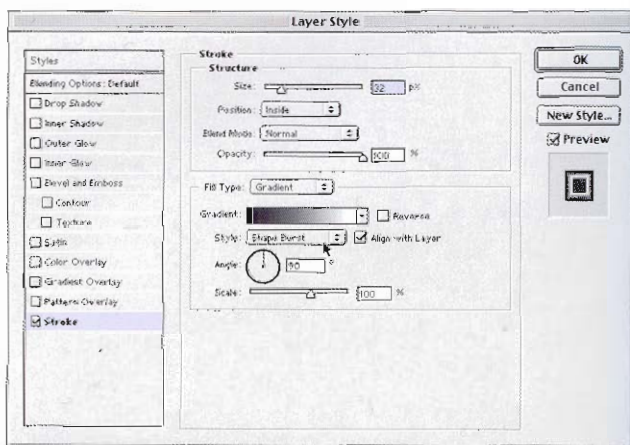 Layer Style
Styles
Blending Options: Default
Drop Shadow
Inner Shadow
Outer Glow
Inner Glow
Bevel and Emboss
Contour
Texture
Satin
Color Overlay
Gradient Overlay
Pattern Overlay
Stroke
Stroke
Structure
Size: 32 px
Position: Inside
Blend Mode: Normal
Opacity: 100 %
Fill Type: Gradient
Gradient: Reverse
Style: Shape Burst Align with Layer
Angle: 90 °
Scale: 100 %
OK
Cancel
New Style...
Preview